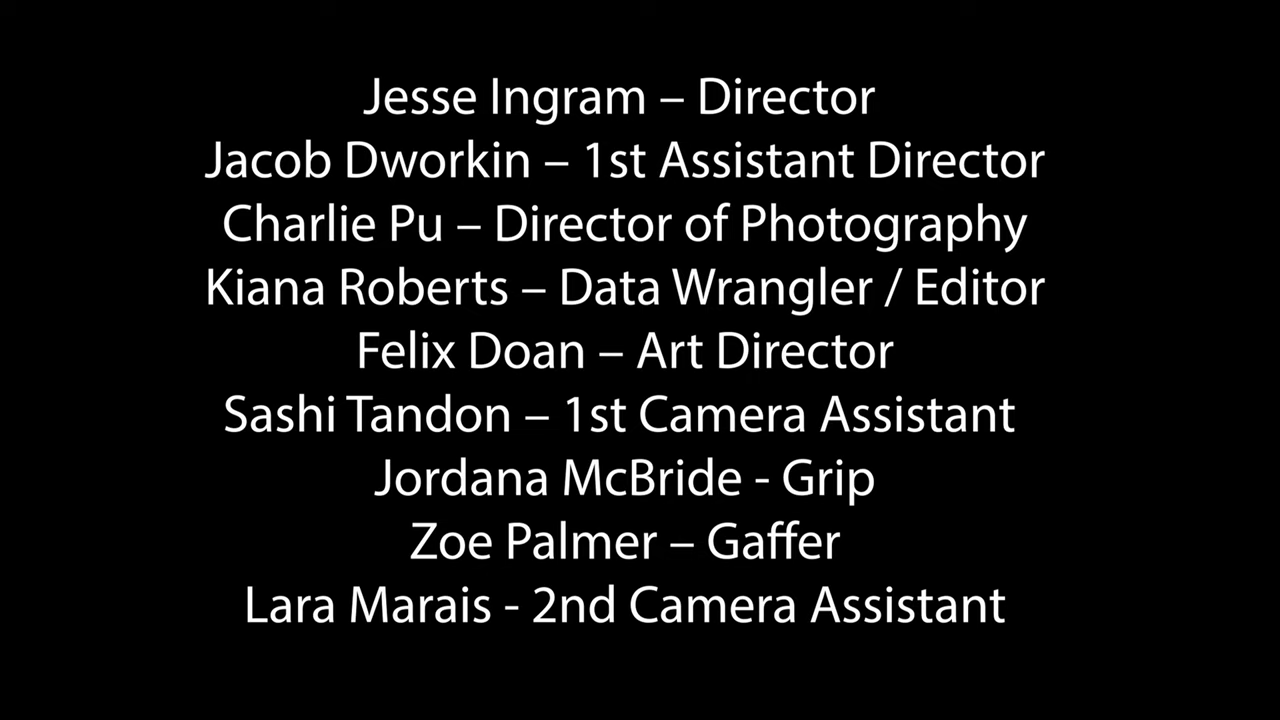 Jesse Ingram – Director
Jacob Dworkin – 1st Assistant Director
Charlie Pu – Director of Photography
Kiana Roberts – Data Wrangler / Editor
Felix Doan – Art Director
Sashi Tandon – 1st Camera Assistant
Jordana McBride - Grip
Zoe Palmer – Gaffer
Lara Marais - 2nd Camera Assistant